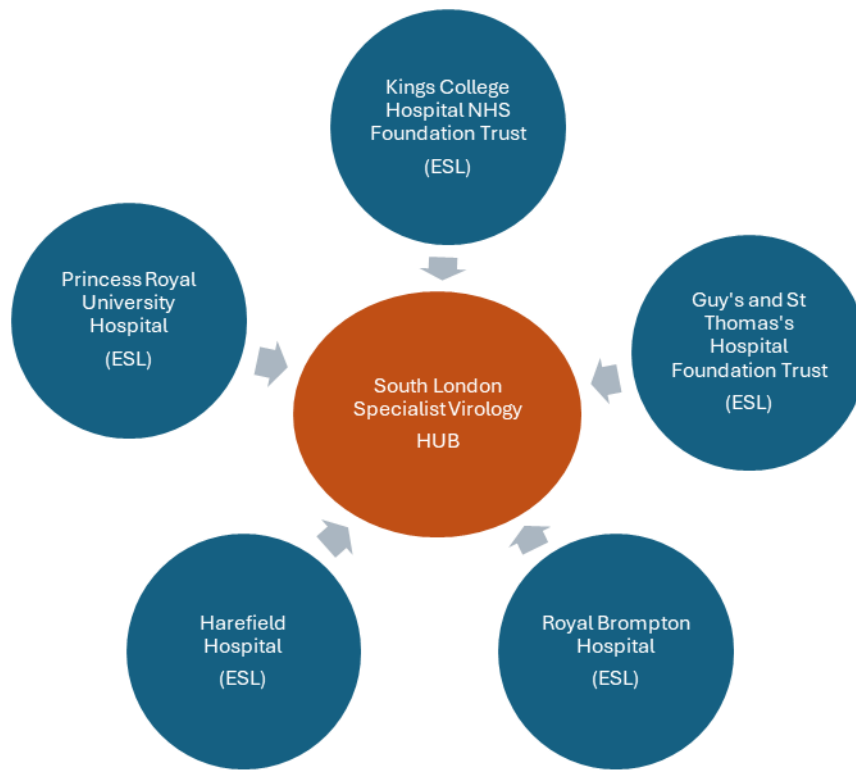 Kings College
Hospital NHS
Foundation Trust
(ESL)
Princess Royal
University
Hospital
(ESL)
Guy's and St
Thomas's
Hospital
Foundation Trust
(ESL)
South London
Specialist Virology
HUB
Harefield
Hospital
(ESL)
Royal Brompton
Hospital
(ESL)